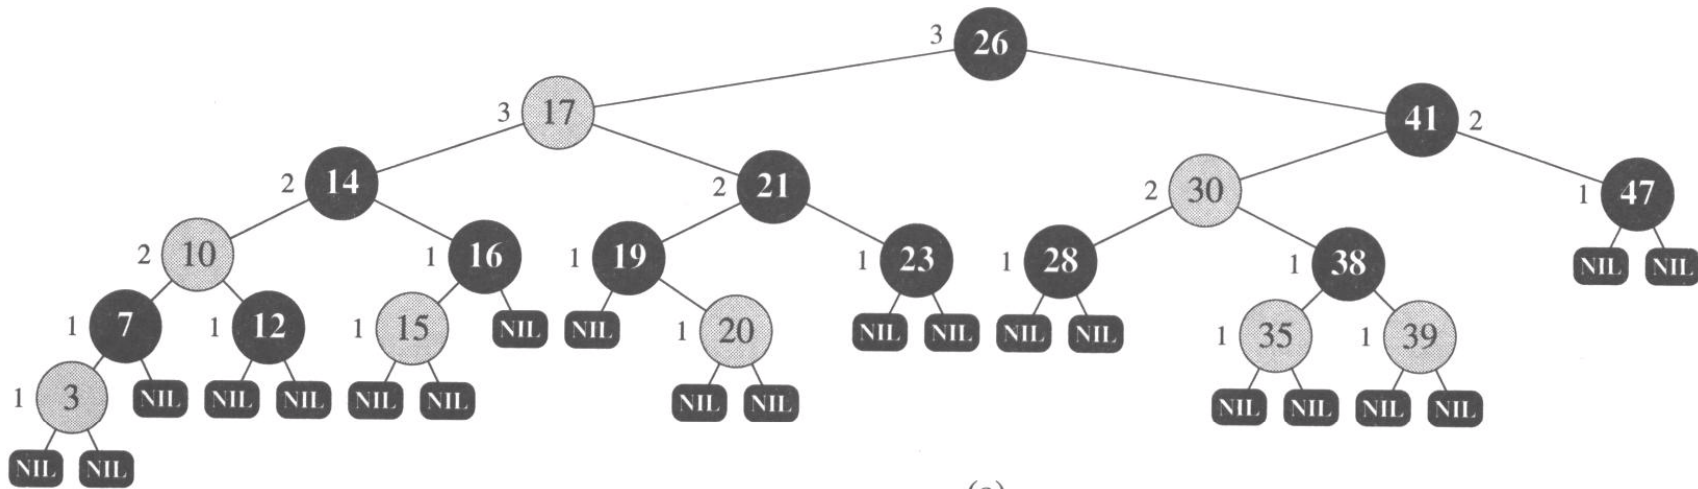 3 26
3 17 41 2
2 14 2 21 2 30 1 47
2 10 1 16 1 19 1 23 1 28 1 38 NIL NIL
1 7 1 12 1 15 NIL NIL 1 20 NIL NIL NIL NIL 1 35 1 39
1 3 NIL NIL NIL NIL NIL NIL NIL NIL NIL NIL NIL
NIL NIL